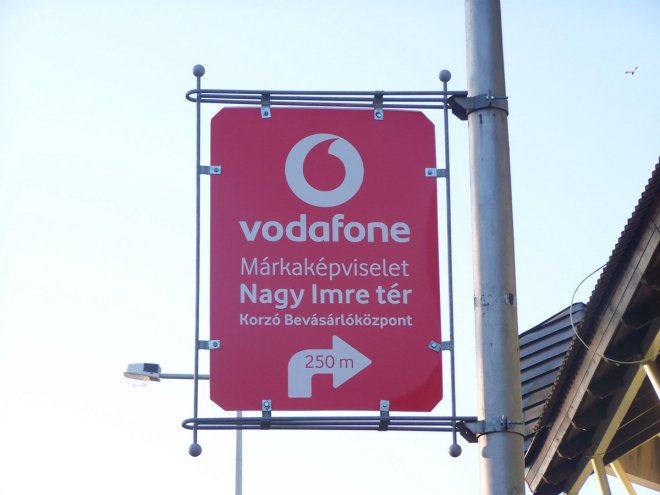 vodafone
Márkaképviselet
Nagy Imre tér
Korzó Bevásárlóközpont
250 m